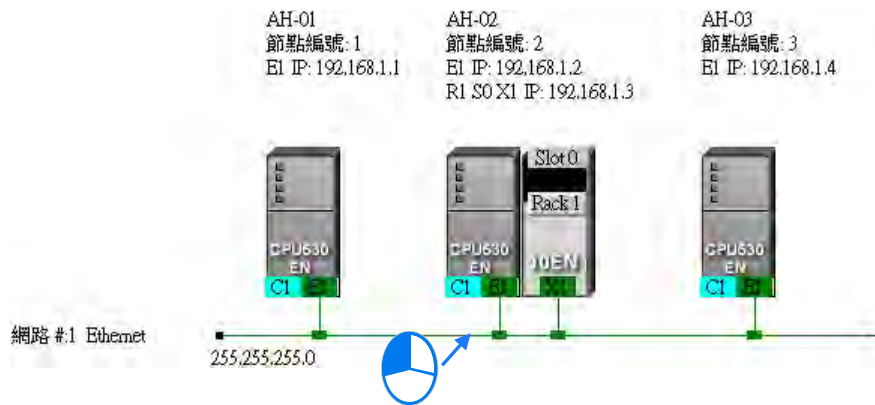 AH-01
節點編號: 1
E1 IP: 192.168.1.1
AH-02
節點編號: 2
E1 IP: 192.168.1.2
R1 S0 X1 IP: 192.168.1.3
AH-03
節點編號: 3
E1 IP: 192.168.1.4
CPU530
EN
C1 E1
CPU530
EN
C1 E1
Slot 0
Rack 1
10EN
X1
CPU530
EN
C1 E1
網路 #:1 Ethernet
255.255.255.0